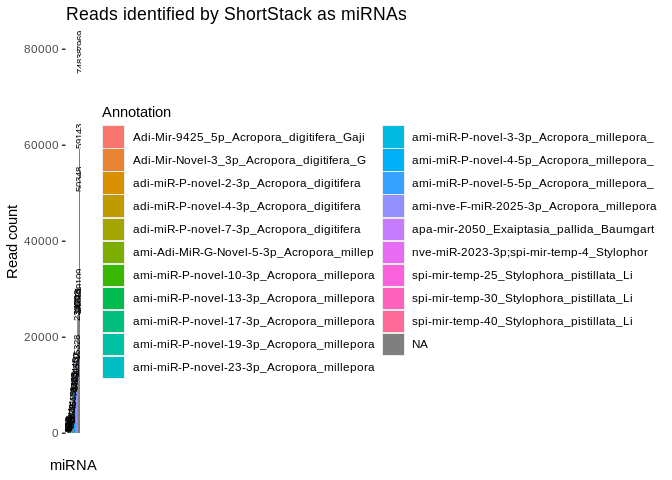 Reads identified by ShortStack as miRNAs
80000
60000
40000
20000
0
Read count
miRNA
59143
50348
Annotation
Adi-Mir-9425_5p_Acropora_digitifera_Gaji
Adi-Mir-Novel-3_3p_Acropora_digitifera_G
adi-miR-P-novel-2-3p_Acropora_digitifera
adi-miR-P-novel-4-3p_Acropora_digitifera
adi-miR-P-novel-7-3p_Acropora_digitifera
ami-Adi-MiR-G-Novel-5-3p_Acropora_millep
ami-miR-P-novel-10-3p_Acropora_millepora
ami-miR-P-novel-13-3p_Acropora_millepora
ami-miR-P-novel-17-3p_Acropora_millepora
ami-miR-P-novel-19-3p_Acropora_millepora
ami-miR-P-novel-23-3p_Acropora_millepora
ami-miR-P-novel-3-3p_Acropora_millepora_
ami-miR-P-novel-4-5p_Acropora_millepora_
ami-miR-P-novel-5-5p_Acropora_millepora_
ami-nve-F-miR-2025-3p_Acropora_millepora
apa-mir-2050_Exaiptasia_pallida_Baumgart
nve-miR-2023-3p;spi-mir-temp-4_Stylophor
spi-mir-temp-25_Stylophora_pistillata_Li
spi-mir-temp-30_Stylophora_pistillata_Li
spi-mir-temp-40_Stylophora_pistillata_Li
NA